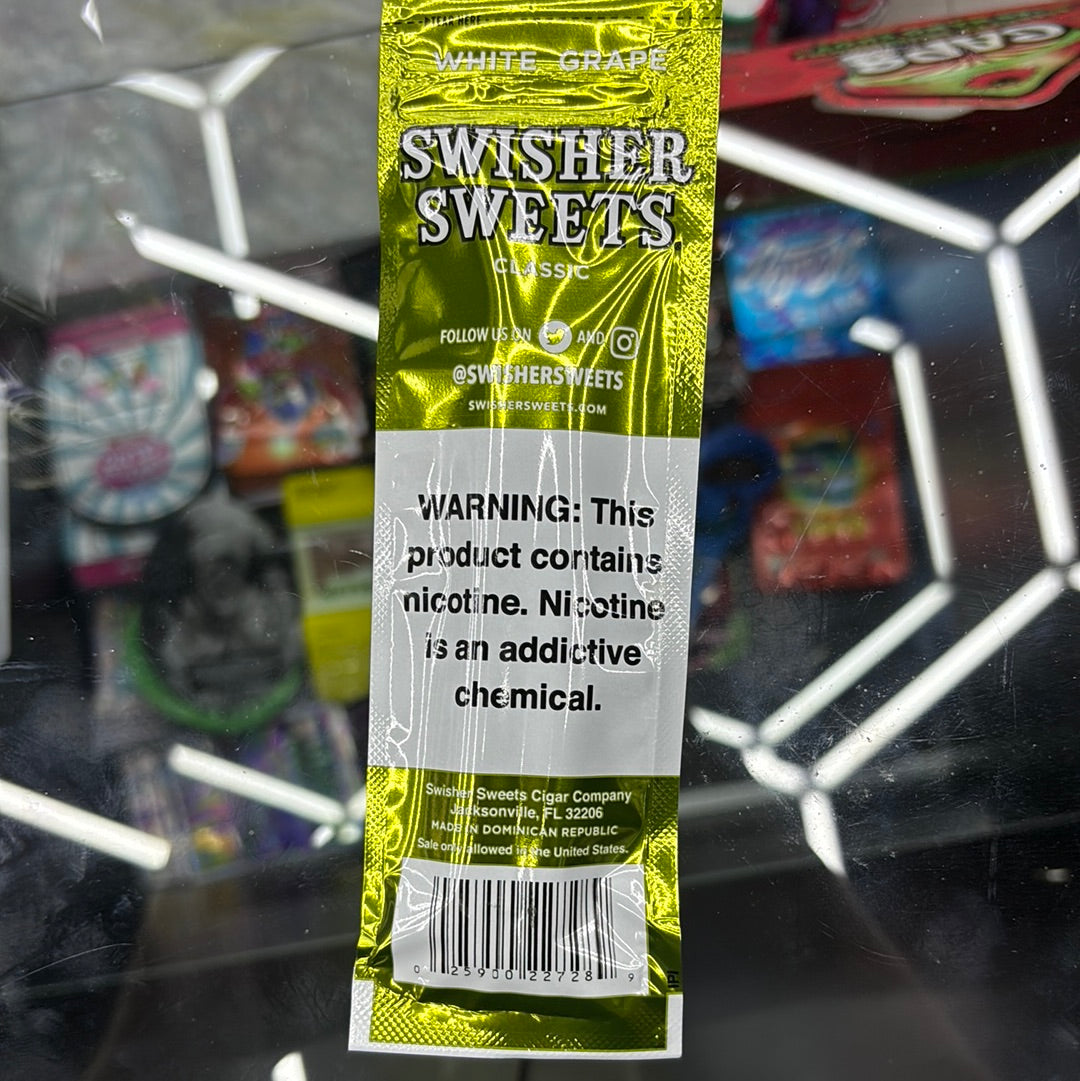 TEAR HERE
WHITE GRAPE
SWISHER
SWEETS
CLASSIC
FOLLOW US ON AND
@SWISHERSWEETS
SWISHERSWEETS.COM
WARNING: This
product contains
nicotine. Nicotine
is an addictive
chemical.
Swisher Sweets Cigar Company
Jacksonville, FL 32206
MADE IN DOMINICAN REPUBLIC
Sale only allowed in the United States.
0 25900 22728 9